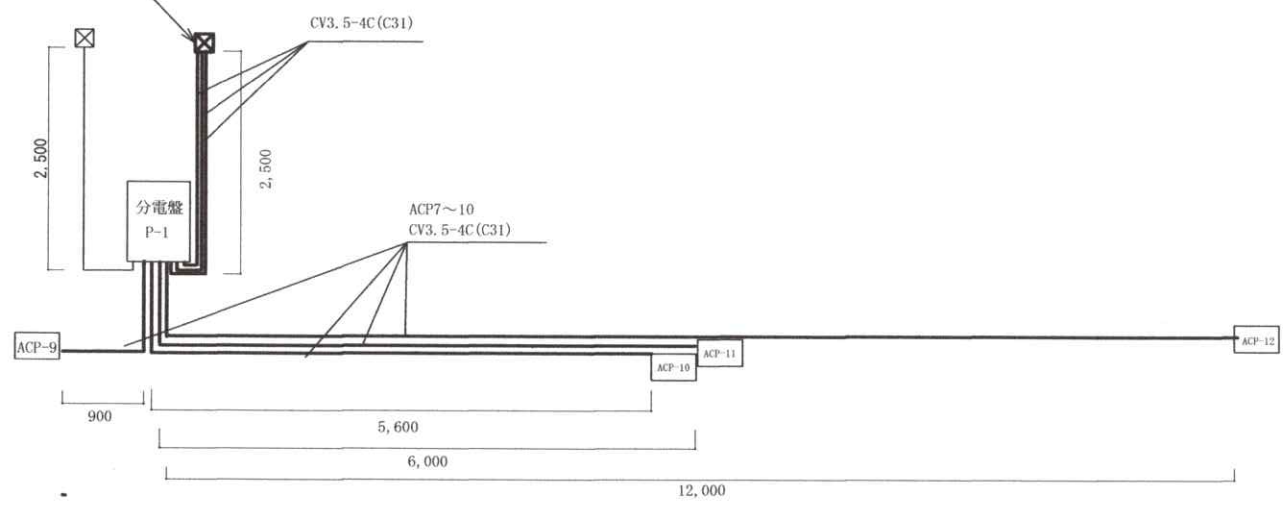 CV3.5-4C(C31)
2,500
2,500
分電盤
P-1
ACP7～10
CV3.5-4C(C31)
ACP-9
ACP-11
ACP-10
ACP-12
900
5,600
6,000
12,000